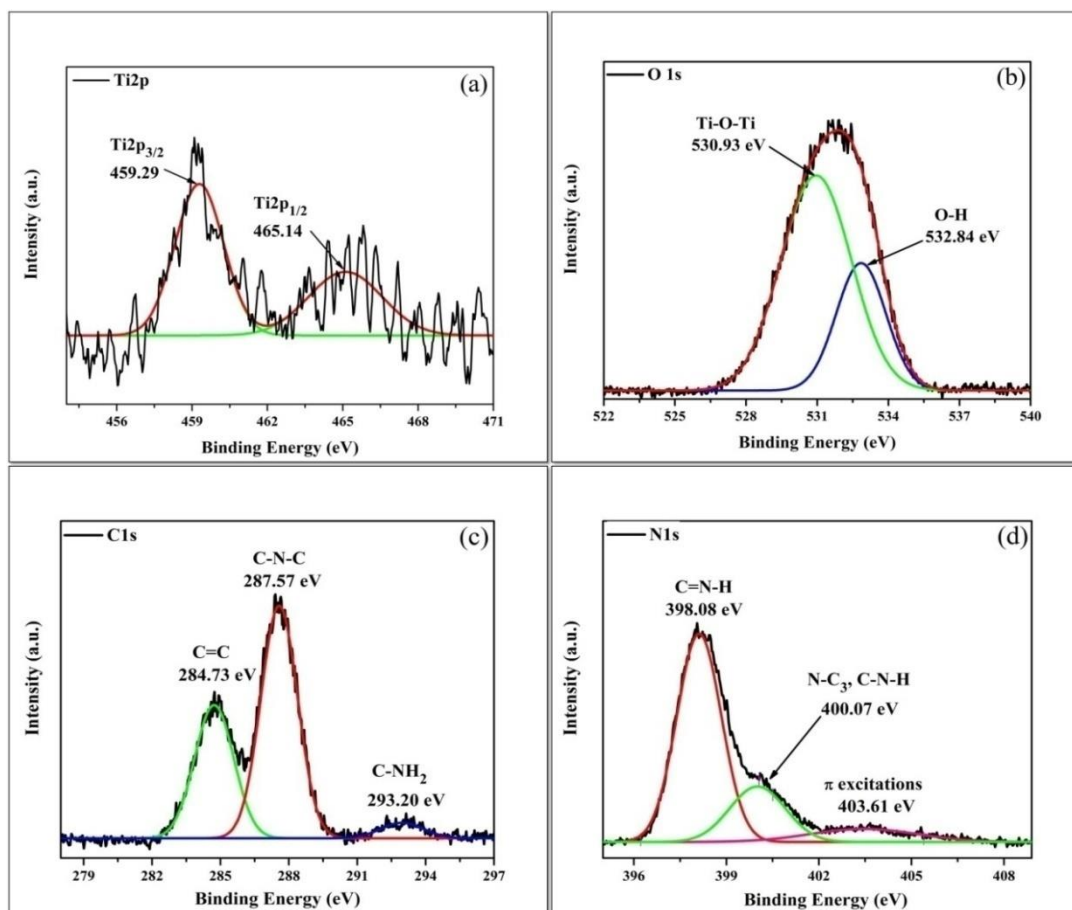 Ti2p
(a)
Ti2p3/2
459.29
Ti2p1/2
465.14
Intensity (a.u.)
456 459 462 465 468 471
Binding Energy (eV)
O 1s
(b)
Ti-O-Ti
530.93 eV
O-H
532.84 eV
Intensity (a.u.)
522 525 528 531 534 537 540
Binding Energy (eV)
C1s
(c)
C-N-C
287.57 eV
C=C
284.73 eV
C-NH2
293.20 eV
Intensity (a.u.)
279 282 285 288 291 294 297
Binding Energy (eV)
N1s
(d)
C=N-H
398.08 eV
N-C3, C-N-H
400.07 eV
π excitations
403.61 eV
Intensity (a.u.)
396 399 402 405 408
Binding Energy (eV)